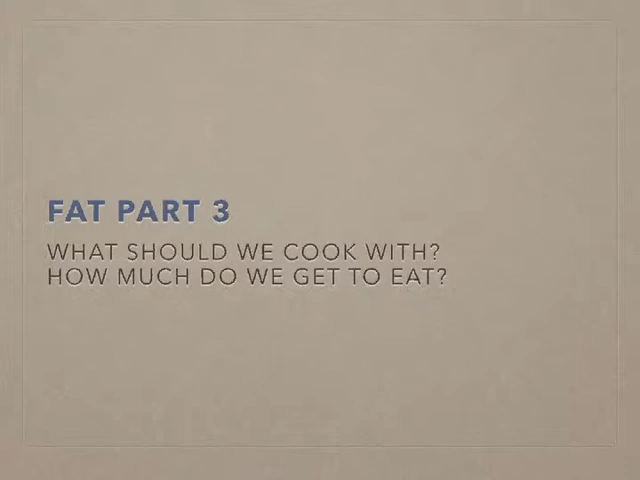 FAT PART 3
WHAT SHOULD WE COOK WITH?
HOW MUCH DO WE GET TO EAT?